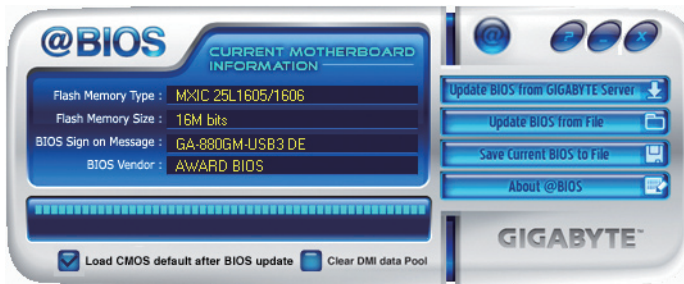 @BIOS
CURRENT MOTHERBOARD
INFORMATION
Flash Memory Type : MXIC 25L1605/1606
Flash Memory Size : 16M bits
BIOS Sign on Message : GA-880GM-USB3 DE
BIOS Vendor : AWARD BIOS
Load CMOS default after BIOS update
Clear DMI data Pool
@
? - X
Update BIOS from GIGABYTE Server
Update BIOS from File
Save Current BIOS to File
About @BIOS
GIGABYTE™